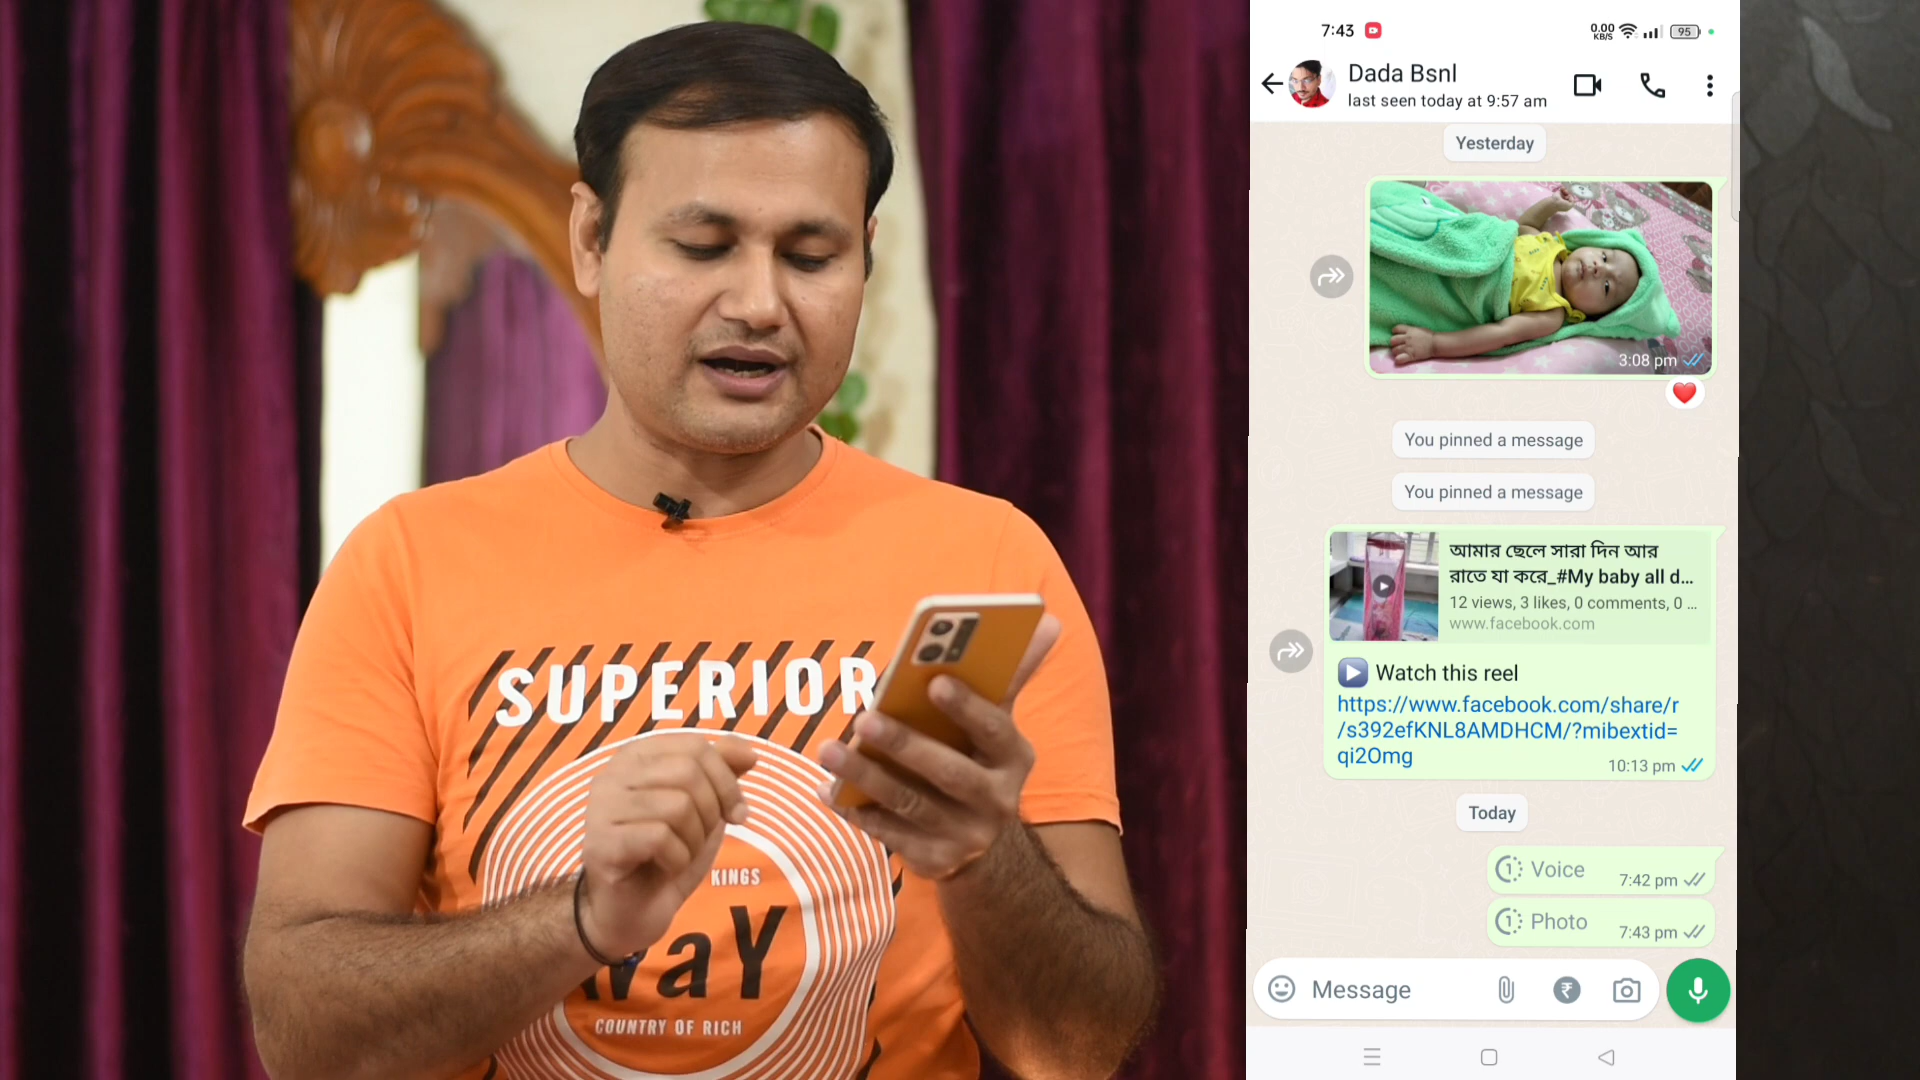 SUPERIOR
KINGS
WaY
COUNTRY OF RICH
7:43
0.00
KB/S
95
Dada Bsnl
last seen today at 9:57 am
Yesterday
3:08 pm
You pinned a message
You pinned a message
আমার ছেলে সারা দিন আর
রাতে যা করে_#My baby all d...
12 views, 3 likes, 0 comments, 0 ...
www.facebook.com
Watch this reel
https://www.facebook.com/share/r
/s392efKNL8AMDHCM/?mibextid=
qi2Omg
10:13 pm
Today
1 Voice
7:42 pm
1 Photo
7:43 pm
Message
₹